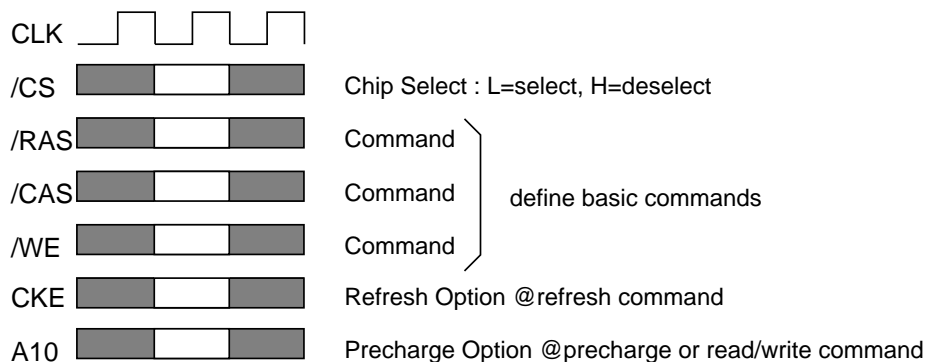 CLK
/CS Chip Select : L=select, H=deselect
/RAS Command
/CAS Command define basic commands
/WE Command
CKE Refresh Option @refresh command
A10 Precharge Option @precharge or read/write command